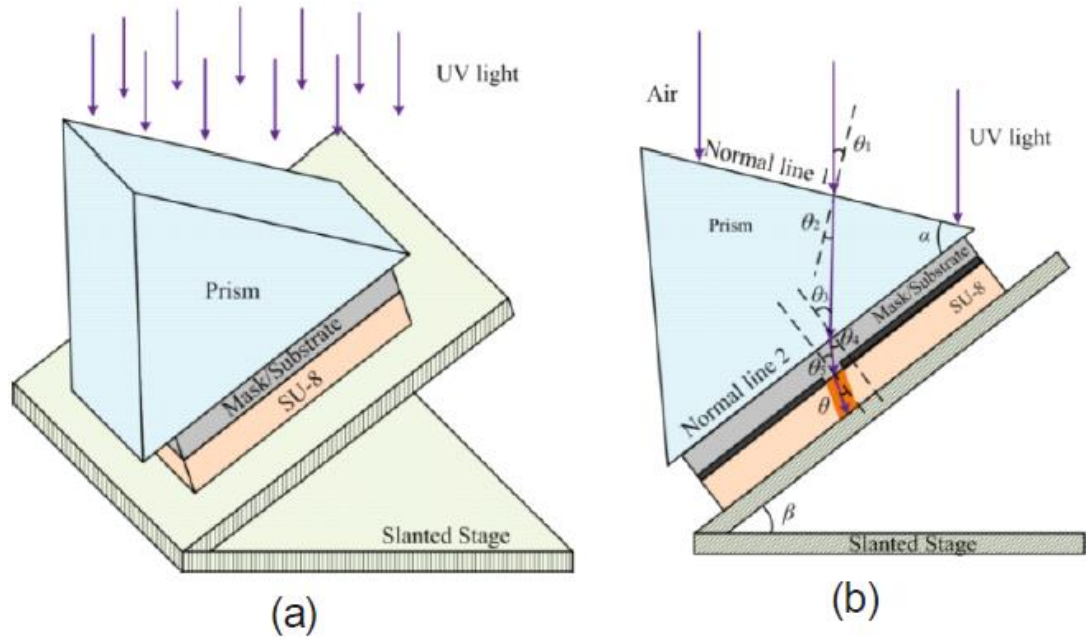 UV light
Prism
Mask/Substrate
SU-8
Slanted Stage
(a)
Air
UV light
Normal line 1
θ1
Prism
θ2
α
θ3
θ4
Mask/Substrate
SU-8
Normal line 2
θ5
θ
β
Slanted Stage
(b)